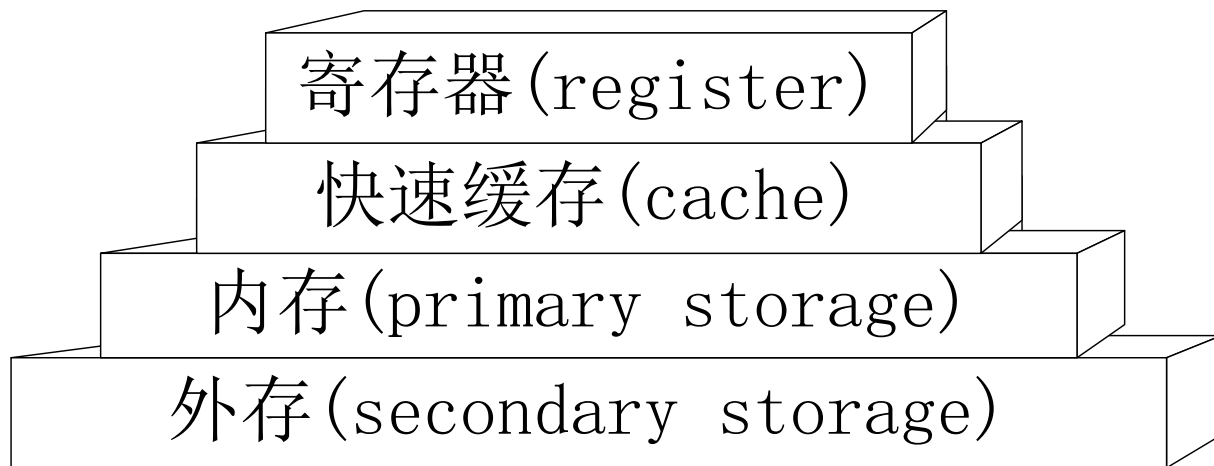 寄存器(register)
快速缓存(cache)
内存(primary storage)
外存(secondary storage)